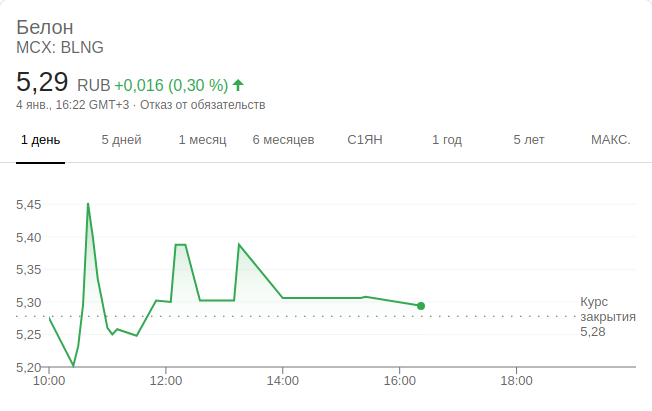 Белон
MCX: BLNG
5,29 RUB +0,016 (0,30 %)
4 янв., 16:22 GMT+3 · Отказ от обязательств
1 день 5 дней 1 месяц 6 месяцев С1ЯН 1 год 5 лет МАКС.
5,45
5,40
5,35
5,30
5,25
5,20
Курс
закрытия
5,28
10:00 12:00 14:00 16:00 18:00